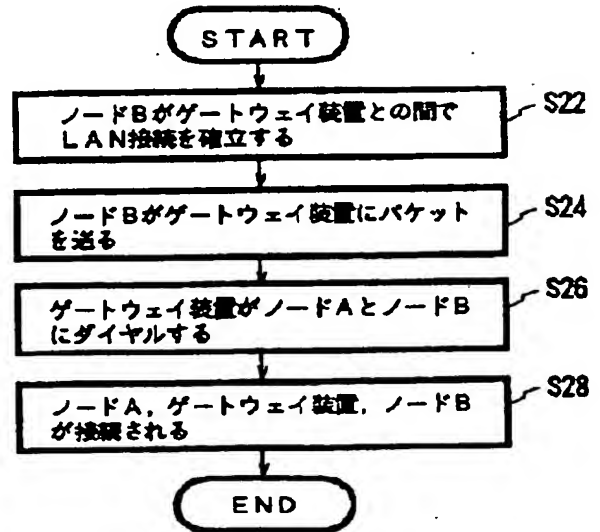 START
ノードBがゲートウェイ装置との間で
LAN接続を確立する
S22
ノードBがゲートウェイ装置にパケット
を送る
S24
ゲートウェイ装置がノードAとノードB
にダイヤルする
S26
ノードA,ゲートウェイ装置,ノードB
が接続される
S28
END